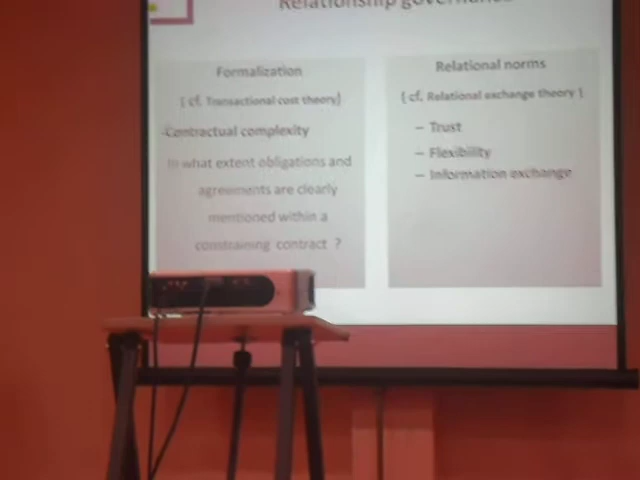 Relationship governance
Formalization
( cf. Transactional cost theory)
-Contractual complexity
In what extent obligations and
agreements are clearly
mentioned within a
constraining contract ?
Relational norms
( cf. Relational exchange theory )
– Trust
– Flexibility
– Information exchange